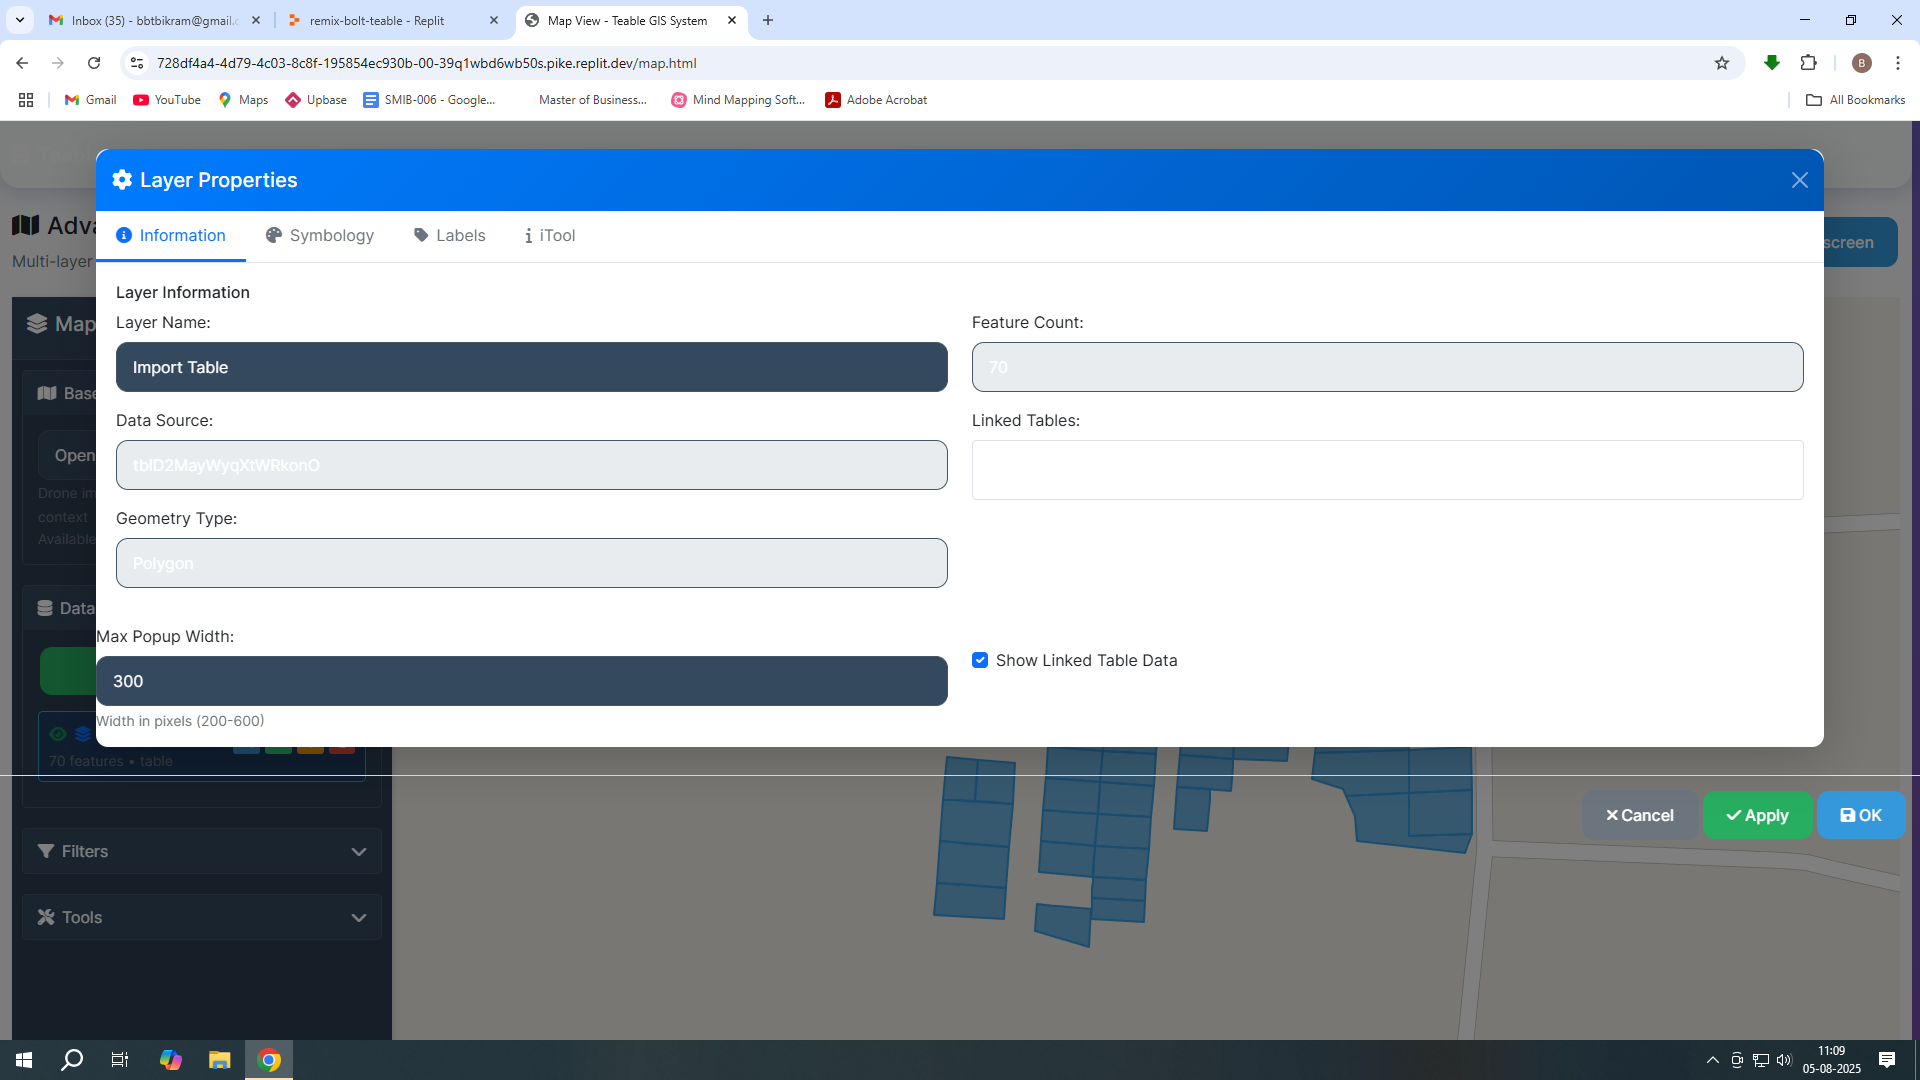 Inbox (35) - bbtbikram@gmail.c
remix-bolt-teable - Replit
Map View - Teable GIS System
728df4a4-4d79-4c03-8c8f-195854ec930b-00-39q1wbd6wb50s.pike.replit.dev/map.html
B
Gmail
YouTube
Maps
Upbase
SMIB-006 - Google...
Master of Business...
Mind Mapping Soft...
Adobe Acrobat
All Bookmarks
Layer Properties
Adva
screen
Multi-layer
Information
Symbology
Labels
iTool
Layer Information
Layer Name:
Feature Count:
Map
Import Table
70
Base
Data Source:
Linked Tables:
Open
tblD2MayWyqXtWRkonO
Drone im
context
Geometry Type:
Available
Polygon
Data
Max Popup Width:
Show Linked Table Data
300
Width in pixels (200-600)
70 features • table
Cancel
Apply
OK
Filters
Tools
11:09
05-08-2025